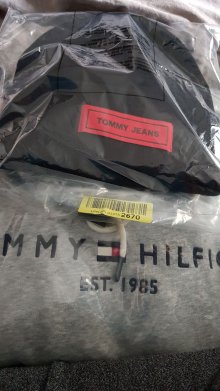 TOMMY JEANS
2670
MMY HILFIG
EST. 1985